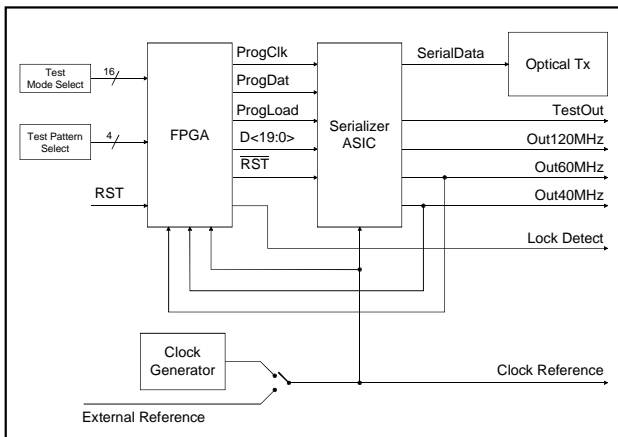 Test
Mode Select
16
Test Pattern
Select
4
RST
FPGA
ProgClk
ProgDat
ProgLoad
D<19:0>
RST
Serializer
ASIC
SerialData
Optical Tx
TestOut
Out120MHz
Out60MHz
Out40MHz
Lock Detect
Clock
Generator
Clock Reference
External Reference